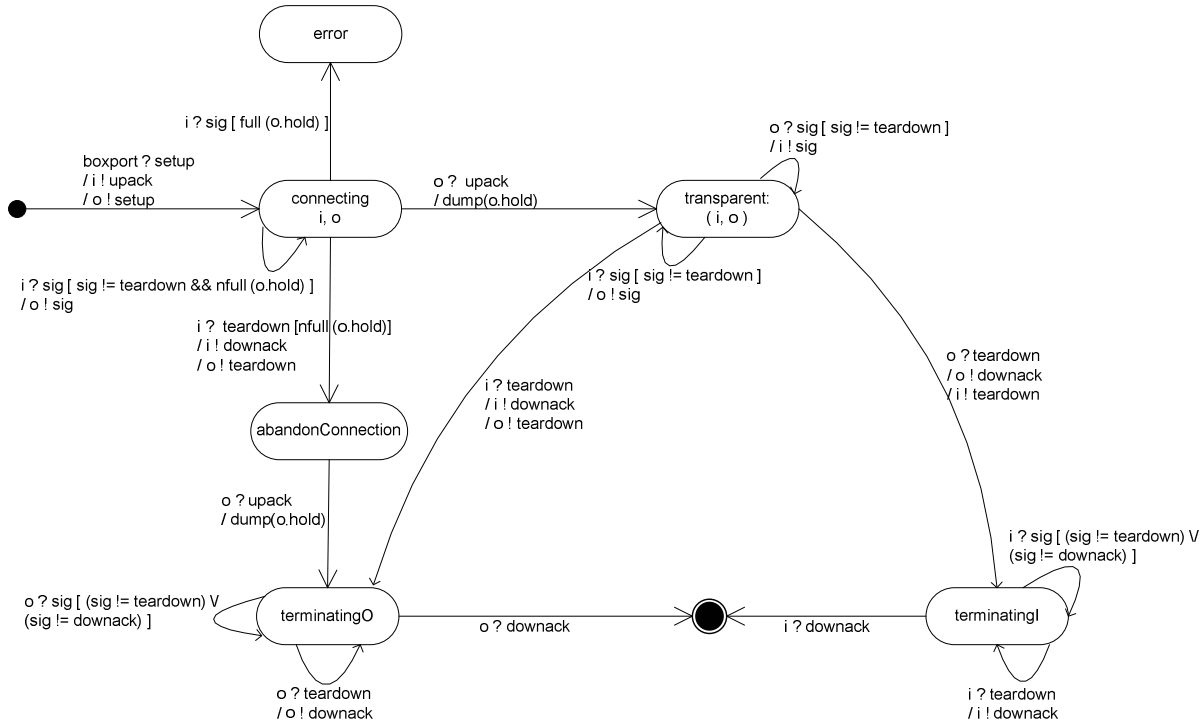 error
i ? sig [ full (o.hold) ]
o ? sig [ sig != teardown ]
/ i ! sig
boxport ? setup
/ i ! upack
/ o ! setup
connecting
i, o
o ? upack
/ dump(o.hold)
transparent:
( i, o )
i ? sig [ sig != teardown && nfull (o.hold) ]
/ o ! sig
i ? sig [ sig != teardown ]
/ o ! sig
i ? teardown [nfull (o.hold)]
/ i ! downack
/ o ! teardown
i ? teardown
/ i ! downack
/ o ! teardown
o ? teardown
/ o ! downack
/ i ! teardown
abandonConnection
o ? upack
/ dump(o.hold)
i ? sig [ (sig != teardown) \/
(sig != downack) ]
o ? sig [ (sig != teardown) \/
(sig != downack) ]
terminatingO
o ? downack
i ? downack
terminatingI
o ? teardown
/ o ! downack
i ? teardown
/ i ! downack